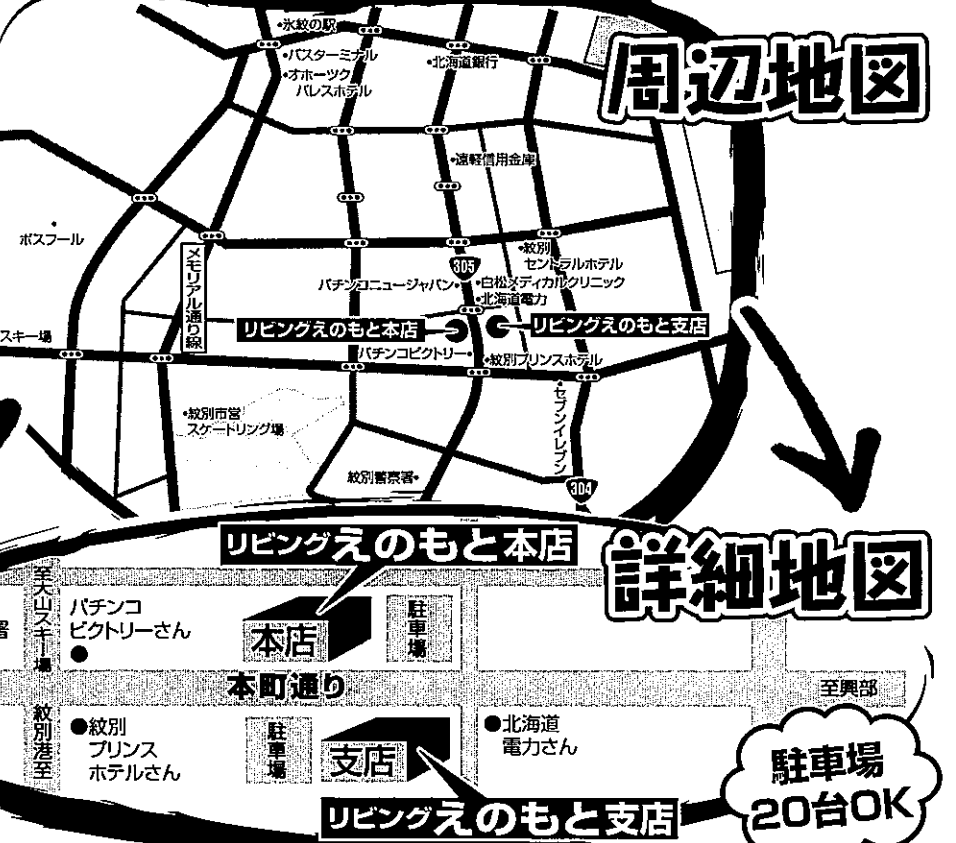 周辺地図
氷紋の駅
バスターミナル
オホーツク
パレスホテル
北海道銀行
遠軽信用金庫
ボスフール
メモリアル通り線
紋別
セントラルホテル
305
パチンコニュージャパン
白松メディカルクリニック
北海道電力
リビングえのもと本店
リビングえのもと支店
スキー場
パチンコビクトリー
紋別プリンスホテル
紋別市営
スケートリング場
セブンイレブン
紋別警察署
304
詳細地図
リビングえのもと本店
至大山スキー場
パチンコ
ビクトリーさん
本店
駐車場
署
本町通り
至興部
紋別港至
紋別
プリンス
ホテルさん
駐車場
支店
北海道
電力さん
リビングえのもと支店
駐車場
20台OK